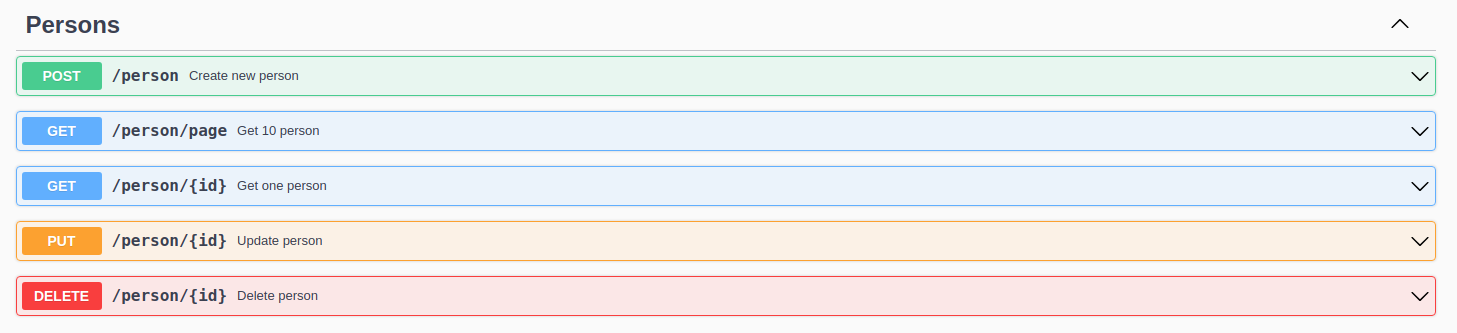 Persons
POST /person Create new person
GET /person/page Get 10 person
GET /person/{id} Get one person
PUT /person/{id} Update person
DELETE /person/{id} Delete person